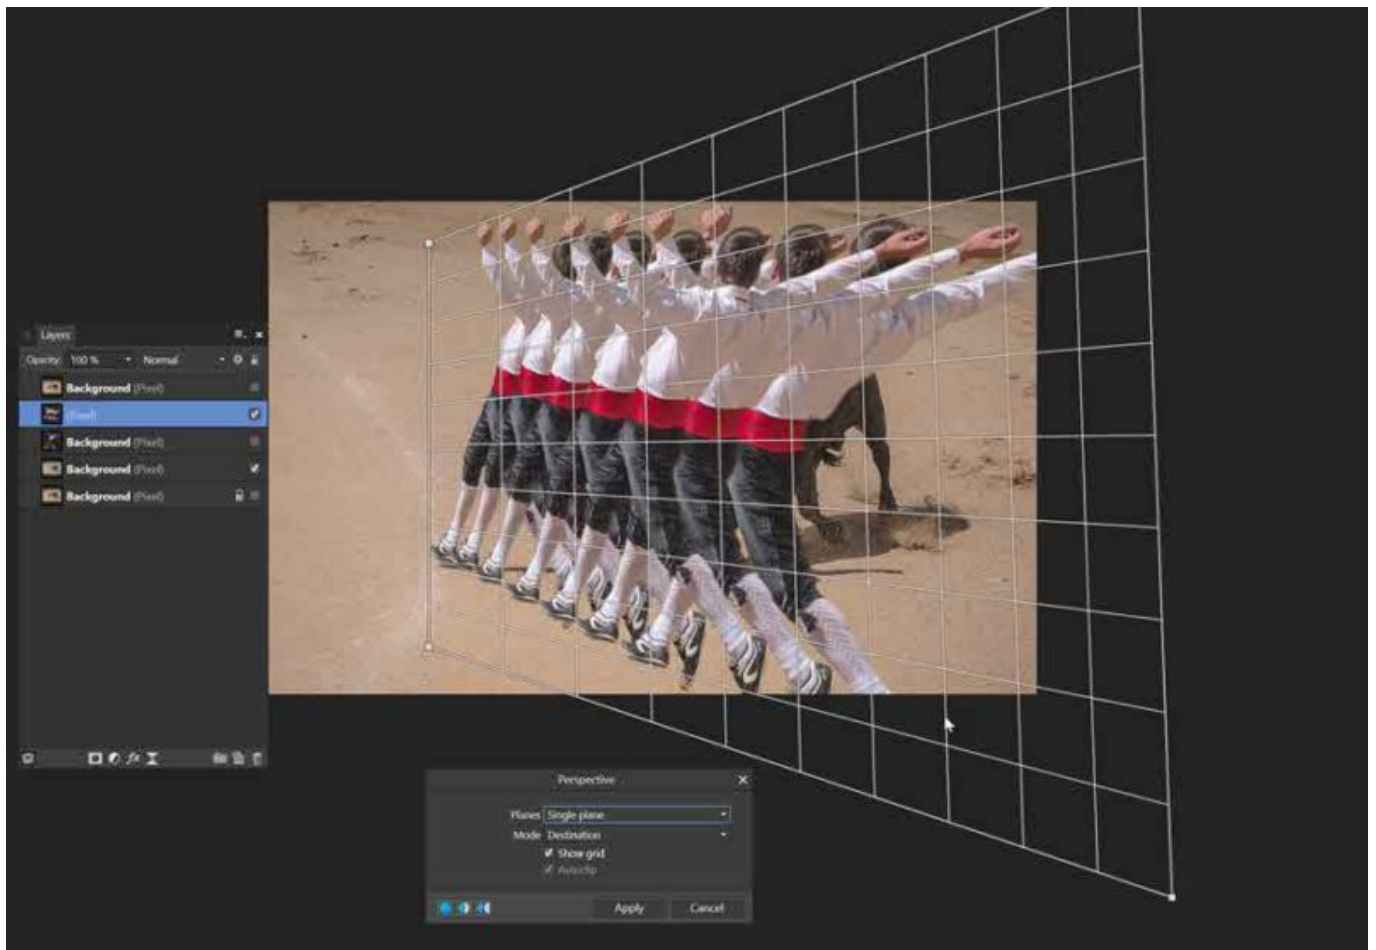 Layers
Opacity: 100 % Normal
Background (Pixel)
(Pixel)
Background (Pixel)
Background (Pixel)
Background (Pixel)
fx
Perspective
Planes Single plane
Mode Destination
Show grid
Autoclip
Apply Cancel